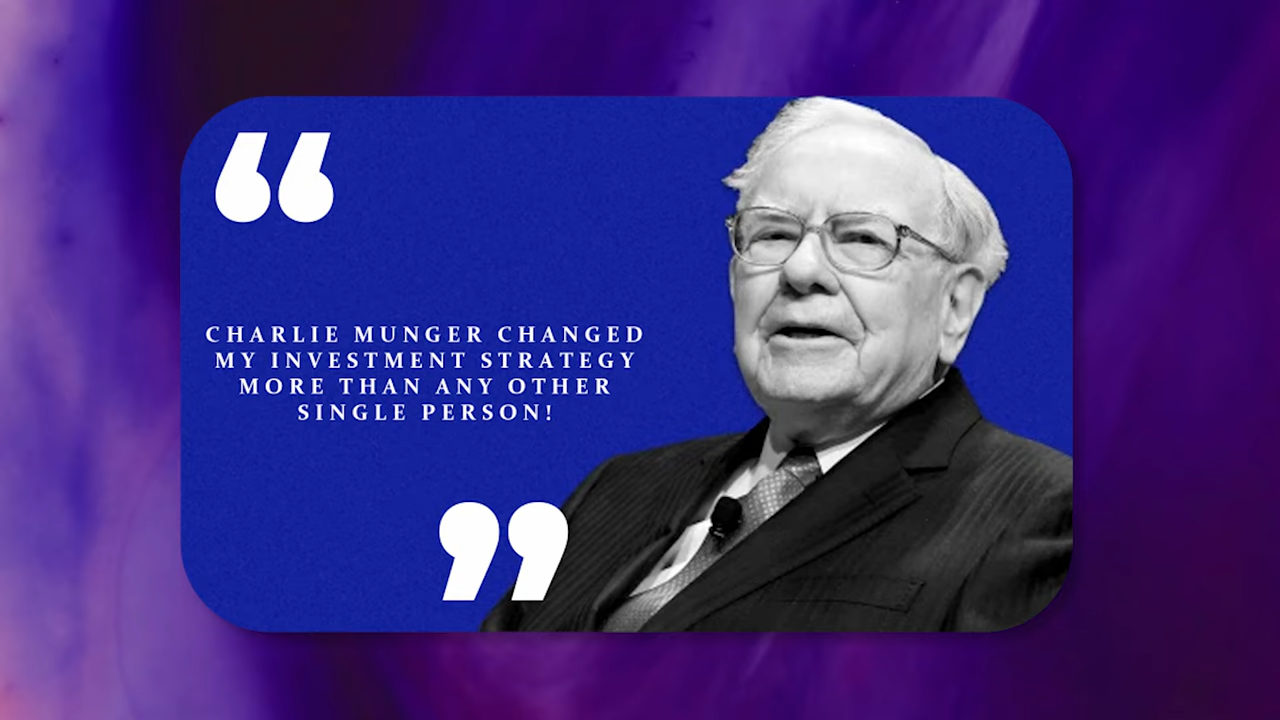 “
CHARLIE MUNGER CHANGED
MY INVESTMENT STRATEGY
MORE THAN ANY OTHER
SINGLE PERSON!
”